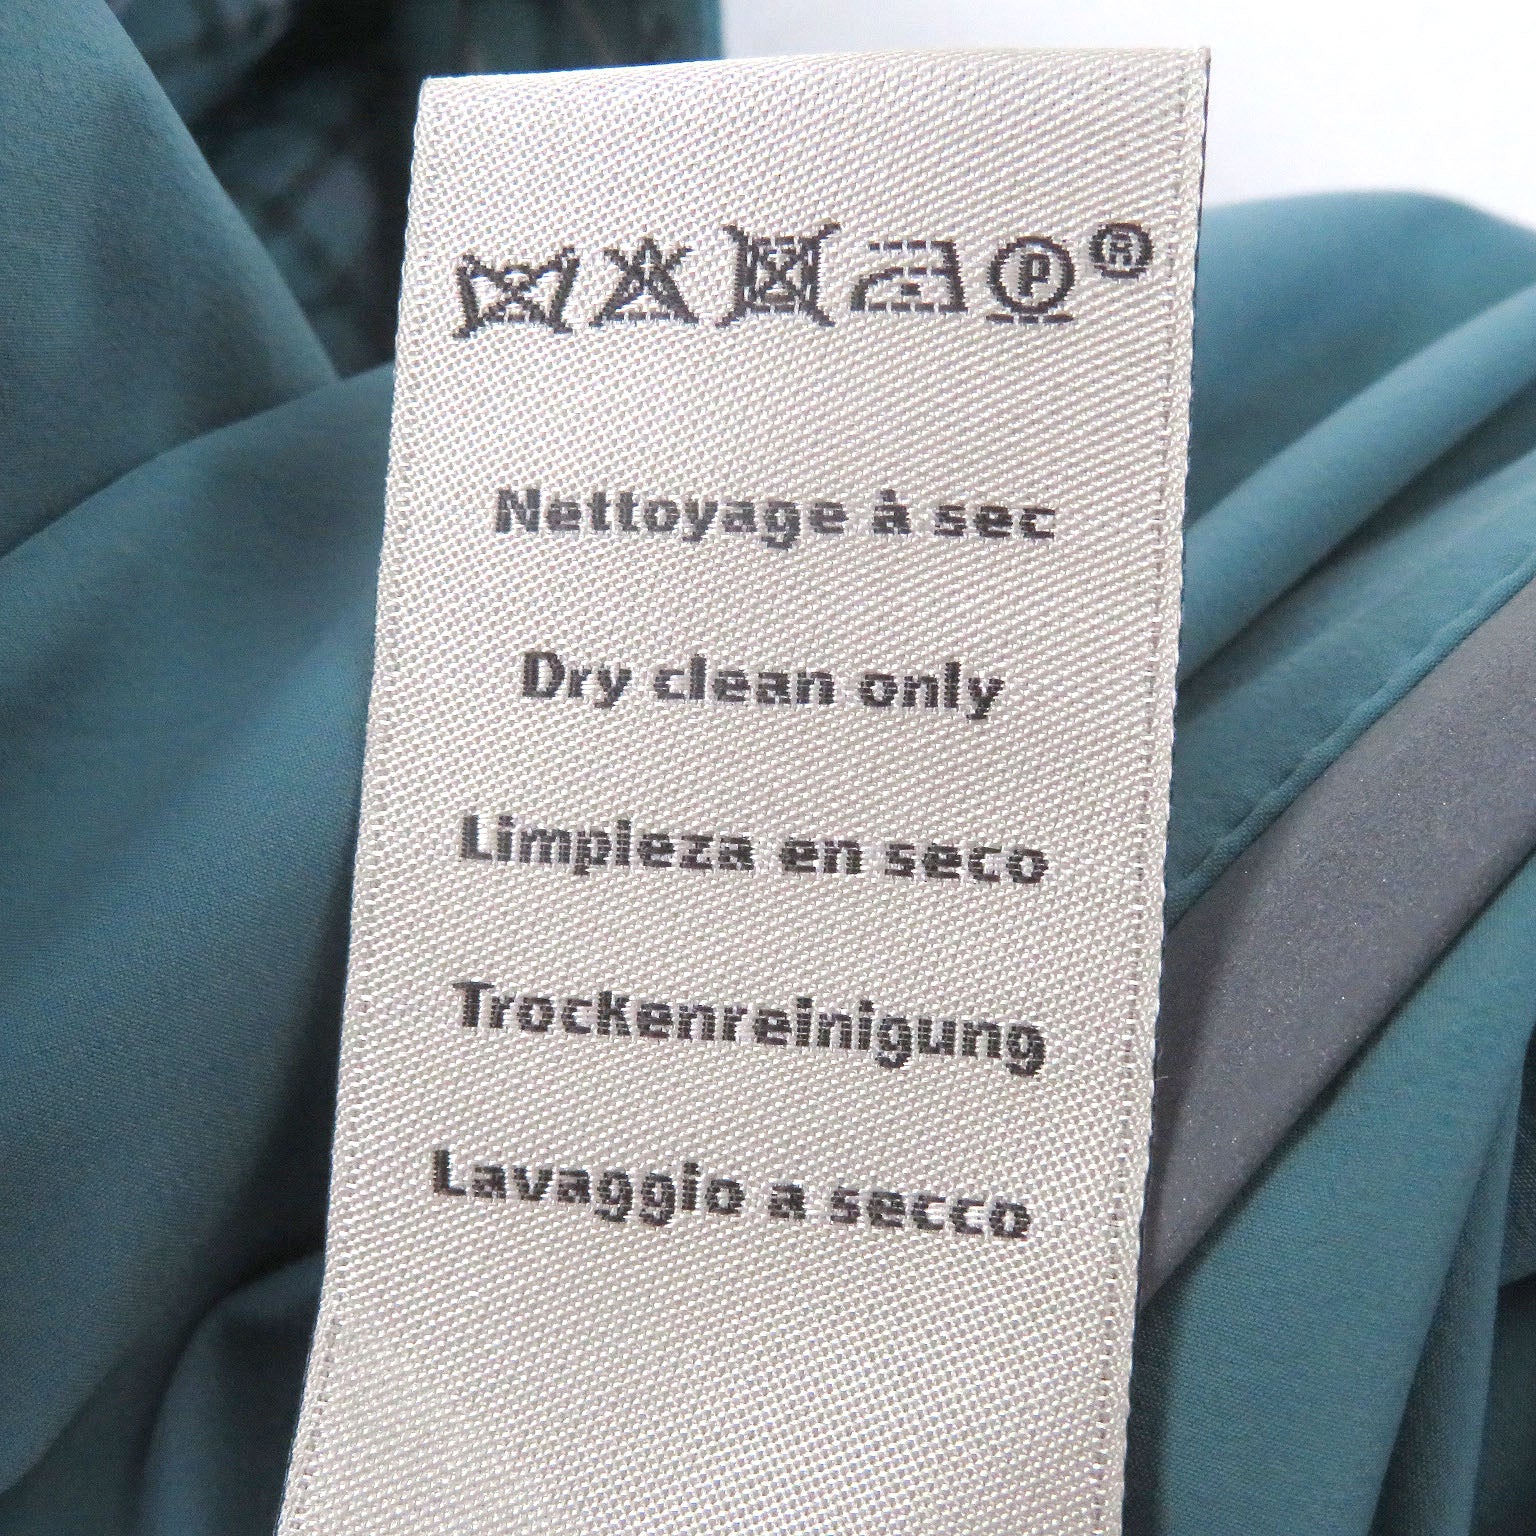 P ®
Nettoyage à sec
Dry clean only
Limpieza en seco
Trockenreinigung
Lavaggio a secco